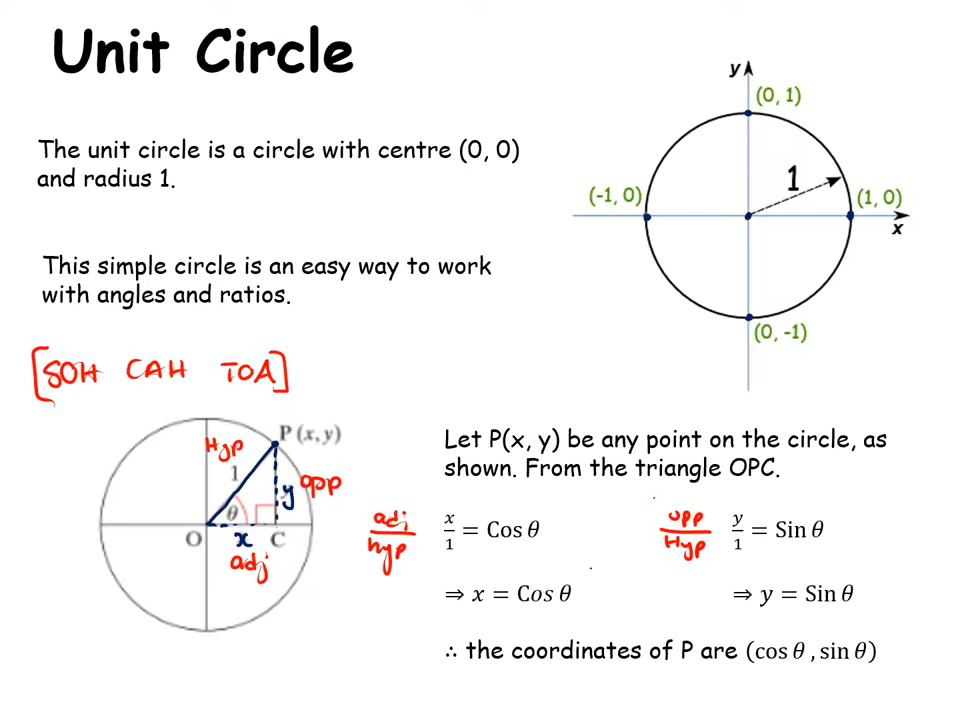 Unit Circle
The unit circle is a circle with centre (0, 0)
and radius 1.
This simple circle is an easy way to work
with angles and ratios.
y
(0, 1)
1
(-1, 0)
(1, 0)
x
(0, -1)
[SOH CAH TOA]
P (x, y)
Hyp
1
y opp
θ
O x C
adj
Let P(x, y) be any point on the circle, as
shown. From the triangle OPC.
adj/hyp x/1 = Cos θ
opp/Hyp y/1 = Sin θ
⇒ x = Cos θ
⇒ y = Sin θ
∴ the coordinates of P are (cos θ , sin θ)